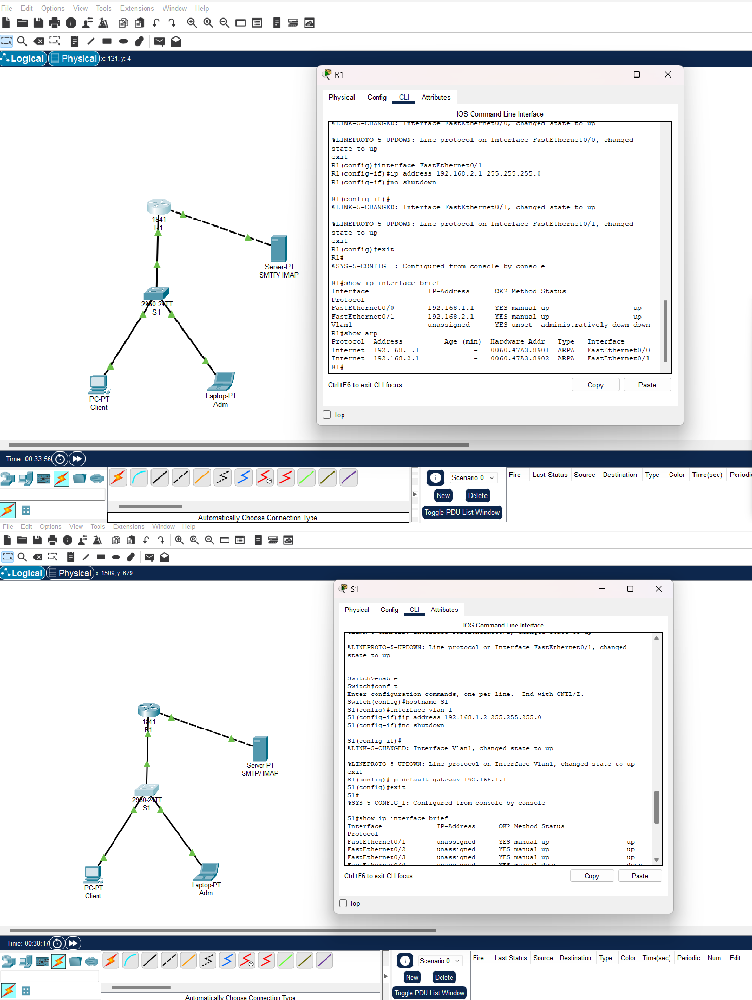 File Edit Options View Tools Extensions Window Help
Logical Physical x: 131, y: 4
R1
Physical Config CLI Attributes
IOS Command Line Interface
%LINK-5-CHANGED: Interface FastEthernet0/0, changed state to up
%LINEPROTO-5-UPDOWN: Line protocol on Interface FastEthernet0/0, changed
state to up
exit
R1(config)#interface FastEthernet0/1
R1(config-if)#ip address 192.168.2.1 255.255.255.0
R1(config-if)#no shutdown
R1(config-if)#
%LINK-5-CHANGED: Interface FastEthernet0/1, changed state to up
%LINEPROTO-5-UPDOWN: Line protocol on Interface FastEthernet0/1, changed
state to up
exit
R1(config)#exit
R1#
%SYS-5-CONFIG_I: Configured from console by console
R1#show ip interface brief
Interface IP-Address OK? Method Status
Protocol
FastEthernet0/0 192.168.1.1 YES manual up up
FastEthernet0/1 192.168.2.1 YES manual up up
Vlan1 unassigned YES unset administratively down down
R1#show arp
Protocol Address Age (min) Hardware Addr Type Interface
Internet 192.168.1.1 - 0060.47A3.8901 ARPA FastEthernet0/0
Internet 192.168.2.1 - 0060.47A3.8902 ARPA FastEthernet0/1
R1#
Ctrl+F6 to exit CLI focus
Copy Paste
Top
1841
R1
Server-PT
SMTP/ IMAP
2960-24TT
S1
PC-PT
Client
Laptop-PT
Adm
Time: 00:33:56
Scenario 0
New Delete
Toggle PDU List Window
Fire Last Status Source Destination Type Color Time(sec) Periodic
Automatically Choose Connection Type
File Edit Options View Tools Extensions Window Help
Logical Physical x: 1509, y: 679
S1
Physical Config CLI Attributes
IOS Command Line Interface
%LINK-5-CHANGED: Interface FastEthernet0/1, changed state to up
%LINEPROTO-5-UPDOWN: Line protocol on Interface FastEthernet0/1, changed
state to up
Switch>enable
Switch#conf t
Enter configuration commands, one per line. End with CNTL/Z.
Switch(config)#hostname S1
S1(config)#interface vlan 1
S1(config-if)#ip address 192.168.1.2 255.255.255.0
S1(config-if)#no shutdown
S1(config-if)#
%LINK-5-CHANGED: Interface Vlan1, changed state to up
%LINEPROTO-5-UPDOWN: Line protocol on Interface Vlan1, changed state to up
exit
S1(config)#ip default-gateway 192.168.1.1
S1(config)#exit
S1#
%SYS-5-CONFIG_I: Configured from console by console
S1#show ip interface brief
Interface IP-Address OK? Method Status
Protocol
FastEthernet0/1 unassigned YES manual up up
FastEthernet0/2 unassigned YES manual up up
FastEthernet0/3 unassigned YES manual up up
FastEthernet0/4 unassigned YES manual down down
Ctrl+F6 to exit CLI focus
Copy Paste
Top
1841
R1
Server-PT
SMTP/ IMAP
2960-24TT
S1
PC-PT
Client
Laptop-PT
Adm
Time: 00:38:17
Scenario 0
New Delete
Toggle PDU List Window
Fire Last Status Source Destination Type Color Time(sec) Periodic Num Edit
Automatically Choose Connection Type